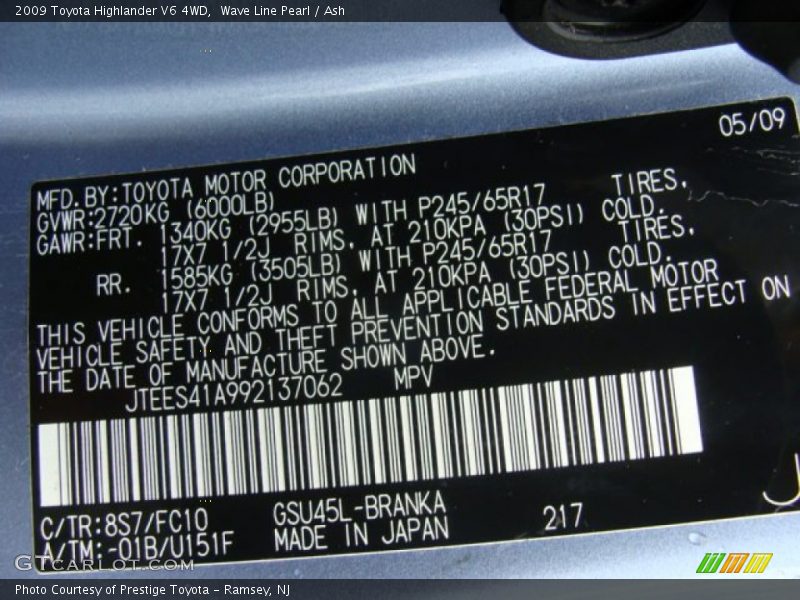 2009 Toyota Highlander V6 4WD,  Wave Line Pearl / Ash
05/09
MFD.BY:TOYOTA MOTOR CORPORATION
GVWR:2720KG (6000LB)
GAWR:FRT. 1340KG (2955LB) WITH P245/65R17 TIRES,
17X7 1/2J RIMS, AT 210KPA (30PSI) COLD.
RR. 1585KG (3505LB) WITH P245/65R17 TIRES,
17X7 1/2J RIMS, AT 210KPA (30PSI) COLD.
THIS VEHICLE CONFORMS TO ALL APPLICABLE FEDERAL MOTOR
VEHICLE SAFETY AND THEFT PREVENTION STANDARDS IN EFFECT ON
THE DATE OF MANUFACTURE SHOWN ABOVE.
JTEES41A992137062 MPV
C/TR:8S7/FC10 GSU45L-BRANKA 217
A/TM:-01B/U151F MADE IN JAPAN
J
GTCARLOT.COM
Photo Courtesy of Prestige Toyota - Ramsey, NJ